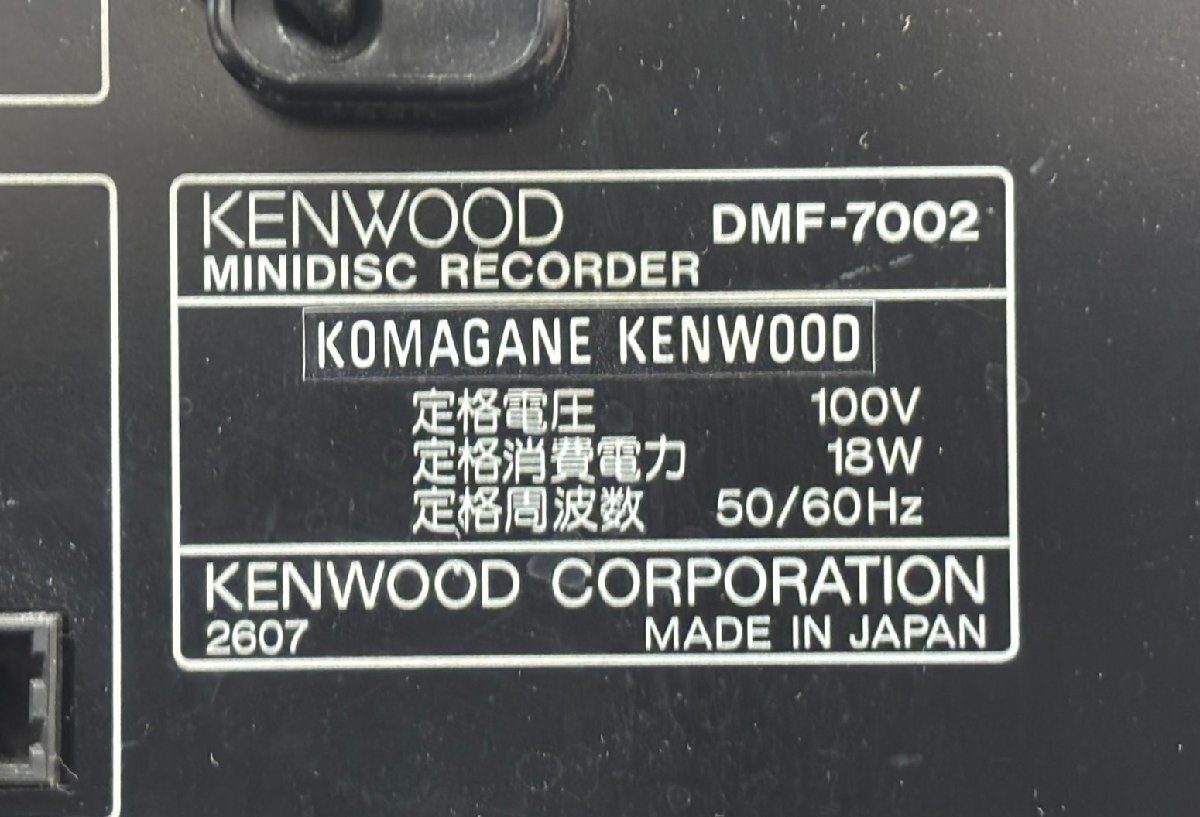 KENWOOD DMF-7002
MINIDISC RECORDER
KOMAGANE KENWOOD
定格電圧 100V
定格消費電力 18W
定格周波数 50/60Hz
KENWOOD CORPORATION
2607 MADE IN JAPAN